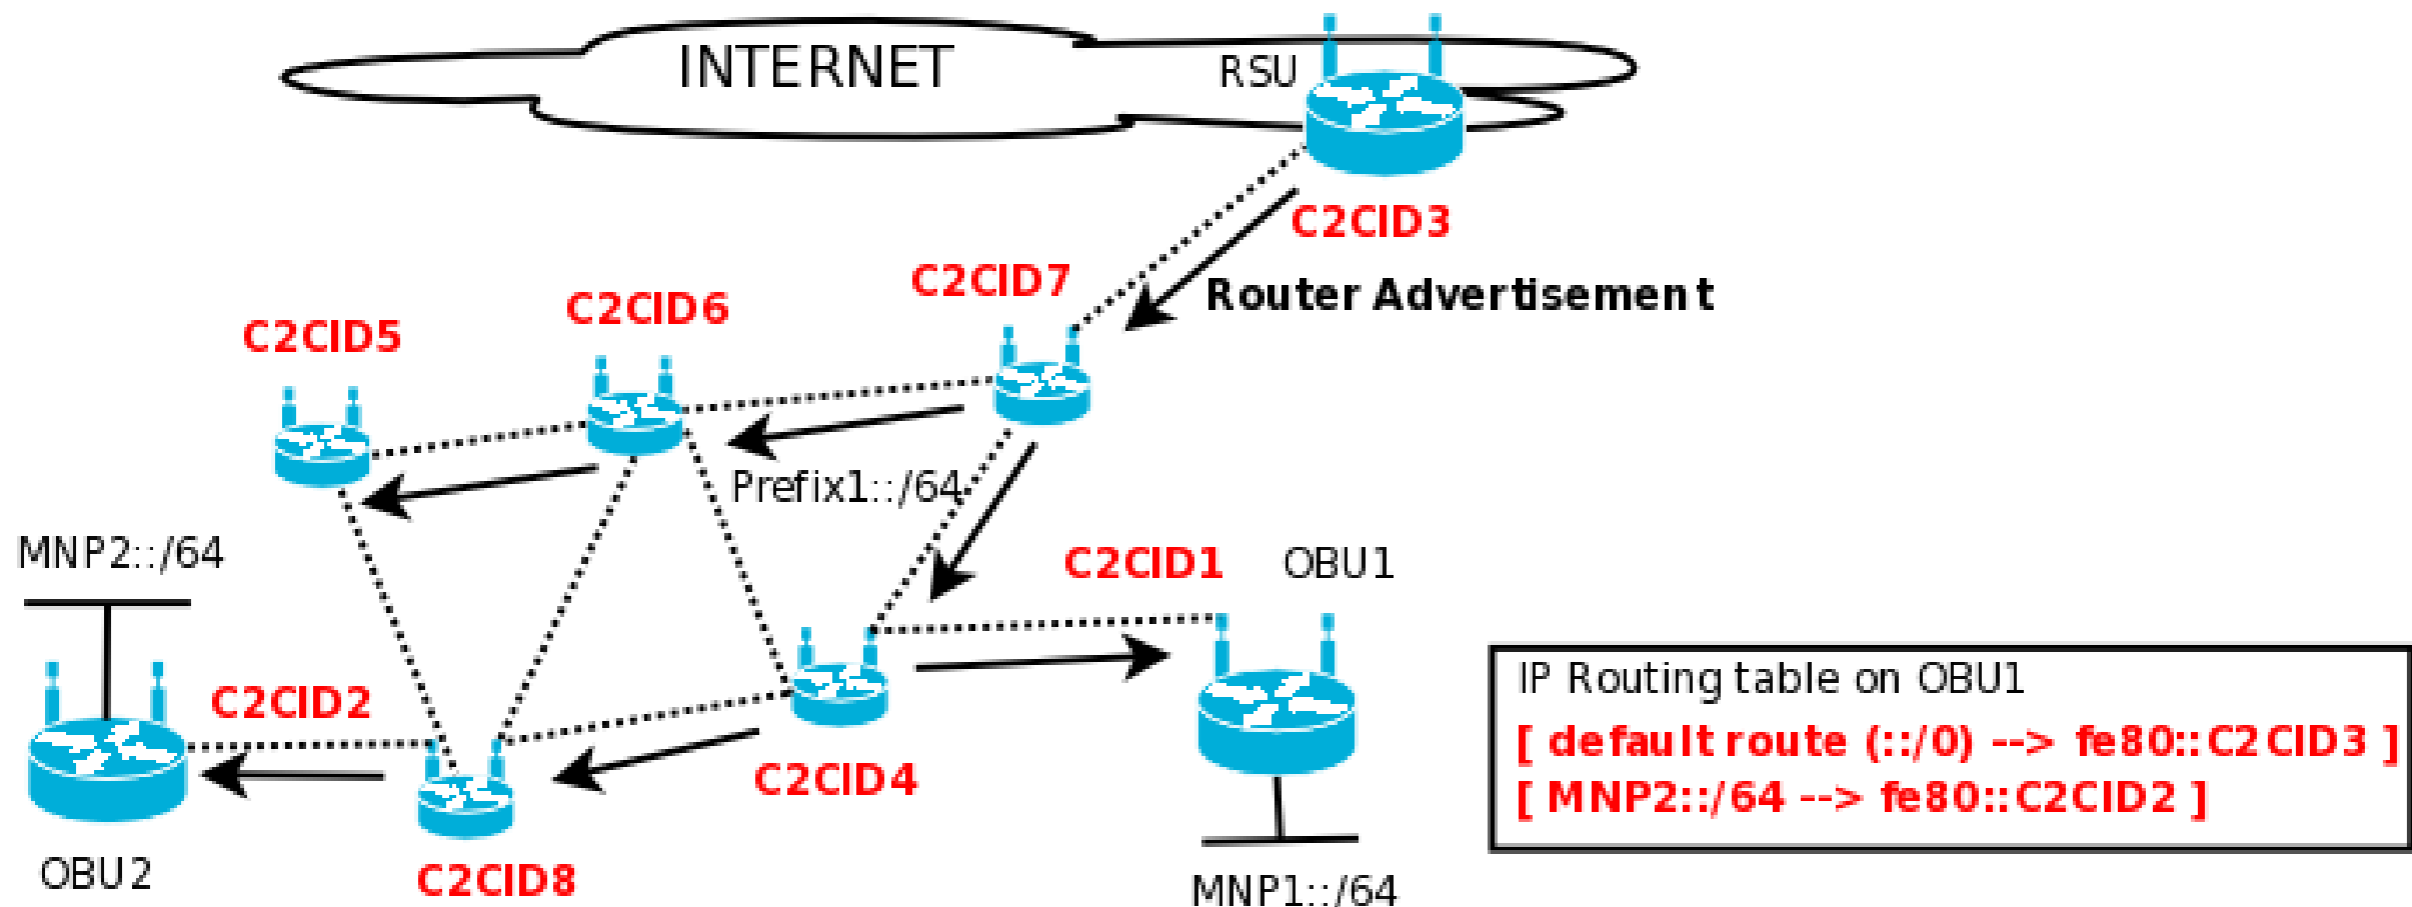 INTERNET
RSU
C2CID3
C2CID7
Router Advertisement
C2CID6
C2CID5
Prefix1::/64
MNP2::/64
C2CID1
OBU1
C2CID2
C2CID4
IP Routing table on OBU1
[ default route (::/0) --> fe80::C2CID3 ]
[ MNP2::/64 --> fe80::C2CID2 ]
OBU2
C2CID8
MNP1::/64